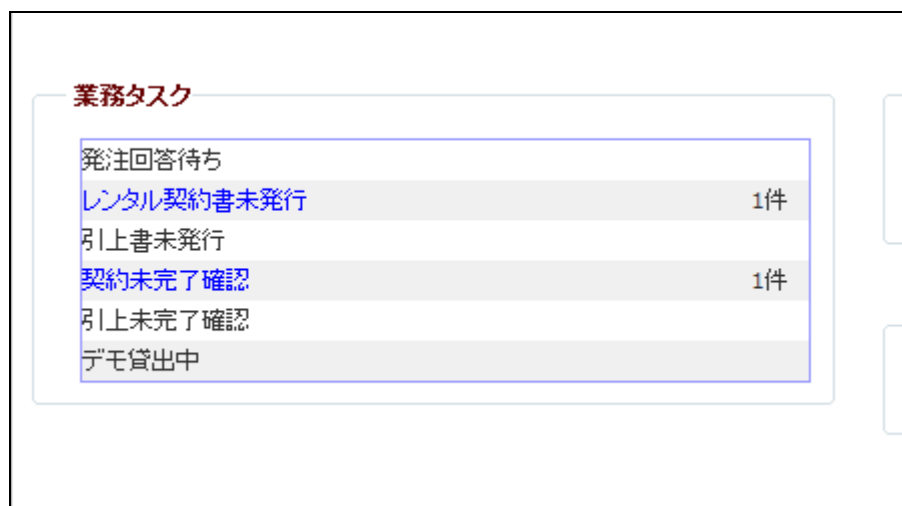 業務タスク
発注回答待ち
レンタル契約書未発行 1件
引上書未発行
契約未完了確認 1件
引上未完了確認
デモ貸出中